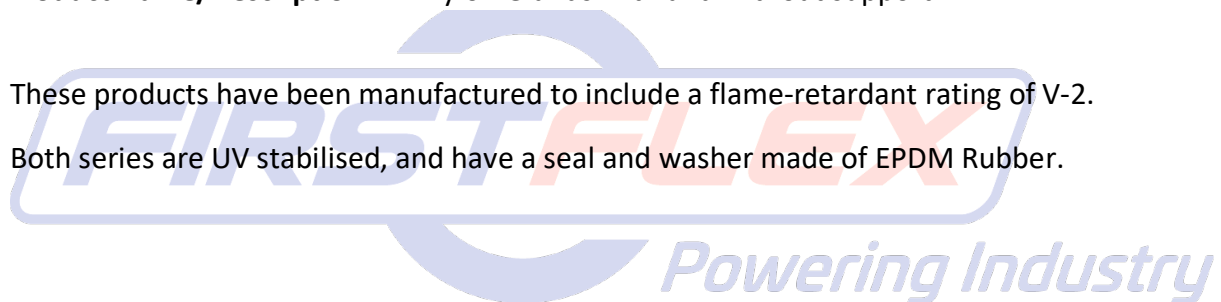 These products have been manufactured to include a flame-retardant rating of V-2.
Both series are UV stabilised, and have a seal and washer made of EPDM Rubber.
FIRSTFLEX
Powering Industry